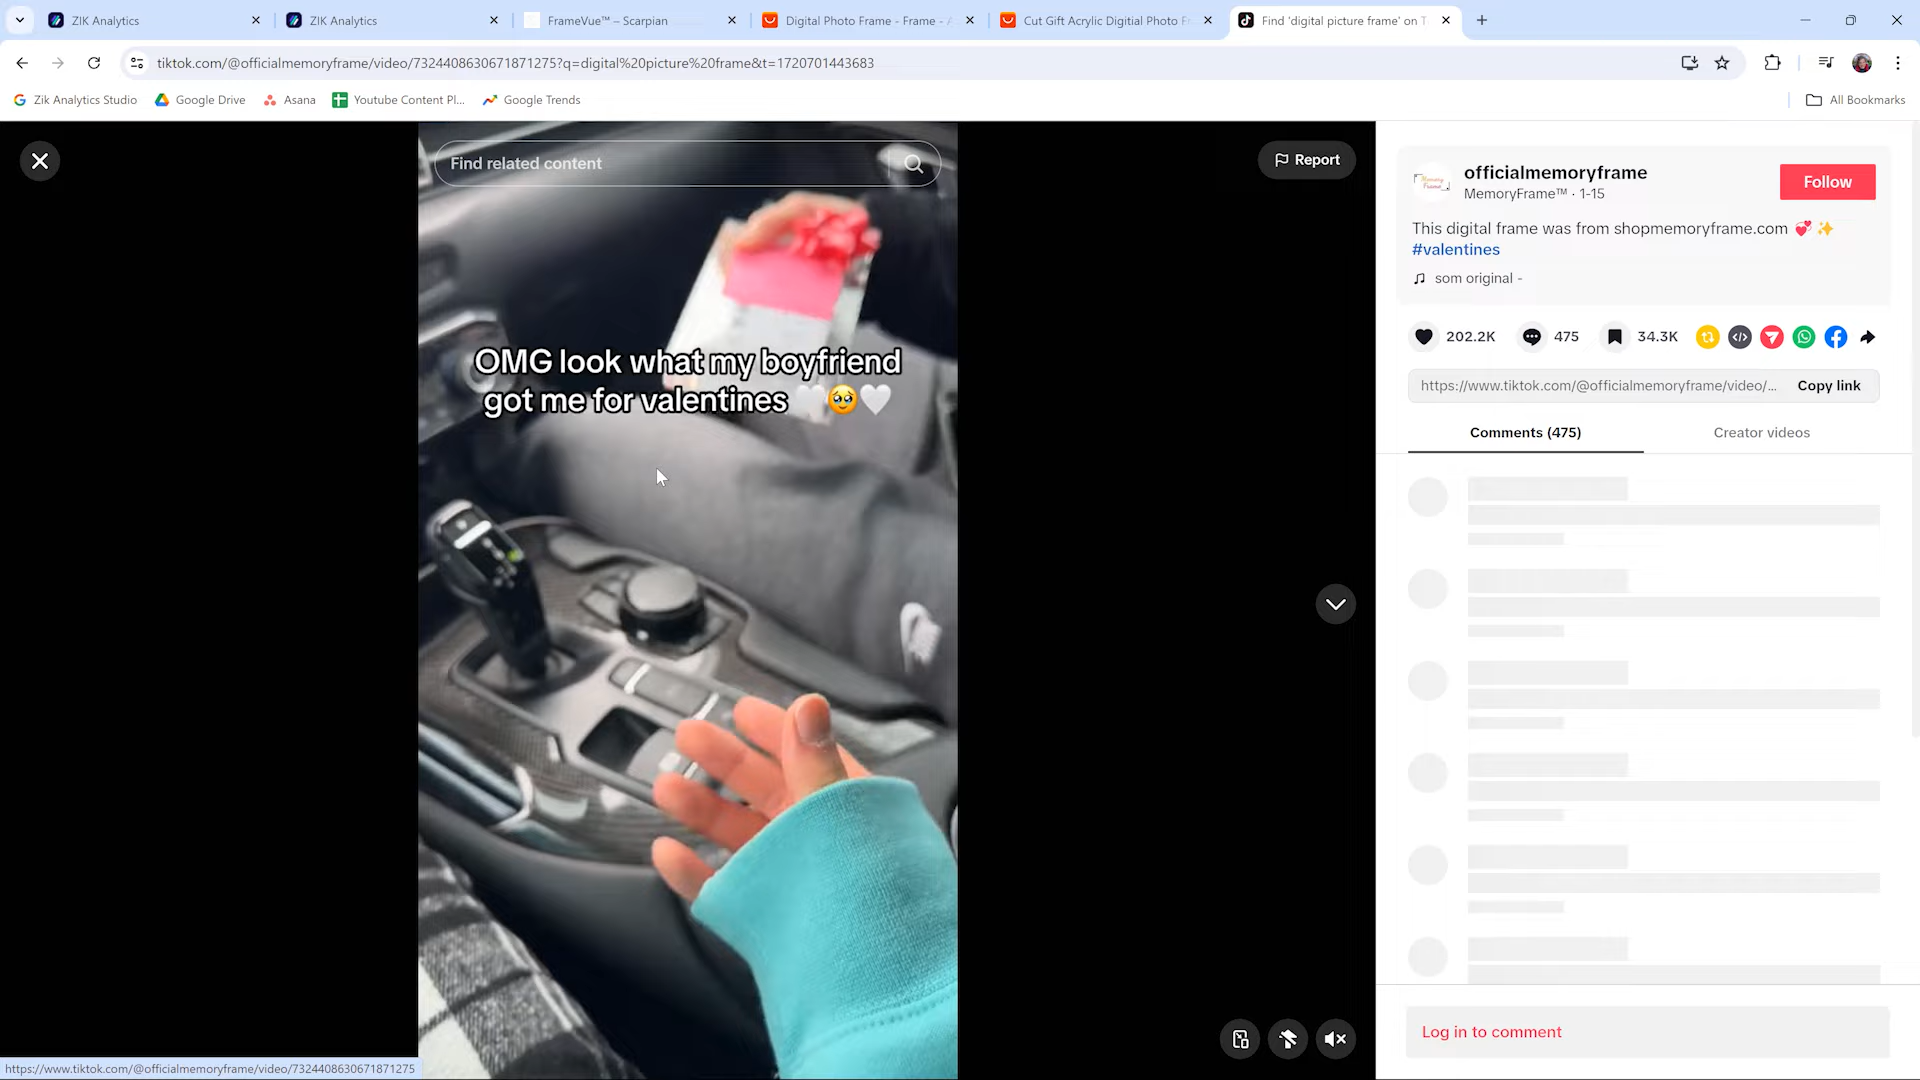 ZIK Analytics
ZIK Analytics
FrameVue™ – Scarpian
Digital Photo Frame - Frame -
Cut Gift Acrylic Digitial Photo
Find 'digital picture frame' on T
tiktok.com/@officialmemoryframe/video/7324408630671871275?q=digital%20picture%20frame&t=1720701443683
Zik Analytics Studio
Google Drive
Asana
Youtube Content Pl...
Google Trends
All Bookmarks
Find related content
Report
OMG look what my boyfriend
got me for valentines 🤍🥹🤍
officialmemoryframe
MemoryFrame™ · 1-15
Follow
This digital frame was from shopmemoryframe.com 💞 ✨
#valentines
som original -
202.2K
475
34.3K
https://www.tiktok.com/@officialmemoryframe/video/...
Copy link
Comments (475)
Creator videos
Log in to comment
https://www.tiktok.com/@officialmemoryframe/video/7324408630671871275